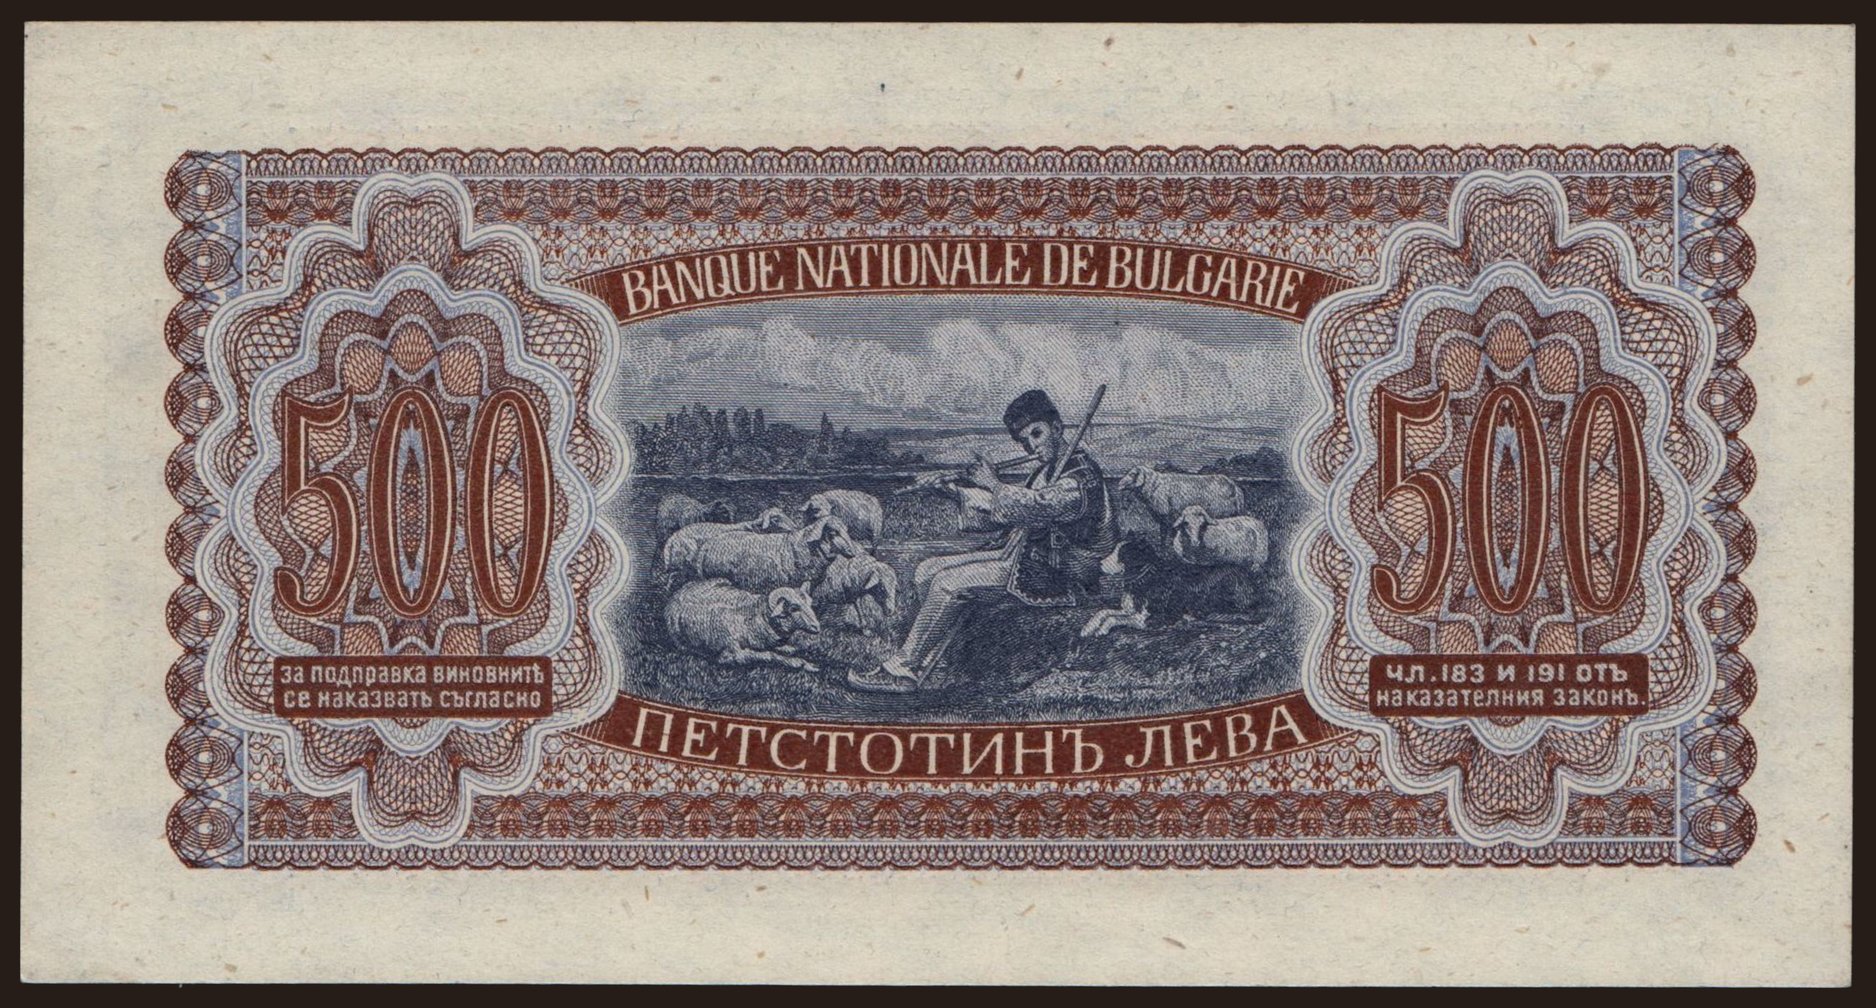 BANQUE NATIONALE DE BULGARIE
500
500
за подправка виновнитѣ
се наказватъ съгласно
чл. 183 и 191 отъ
наказателния законъ.
ПЕТСТОТИНЪ ЛЕВА